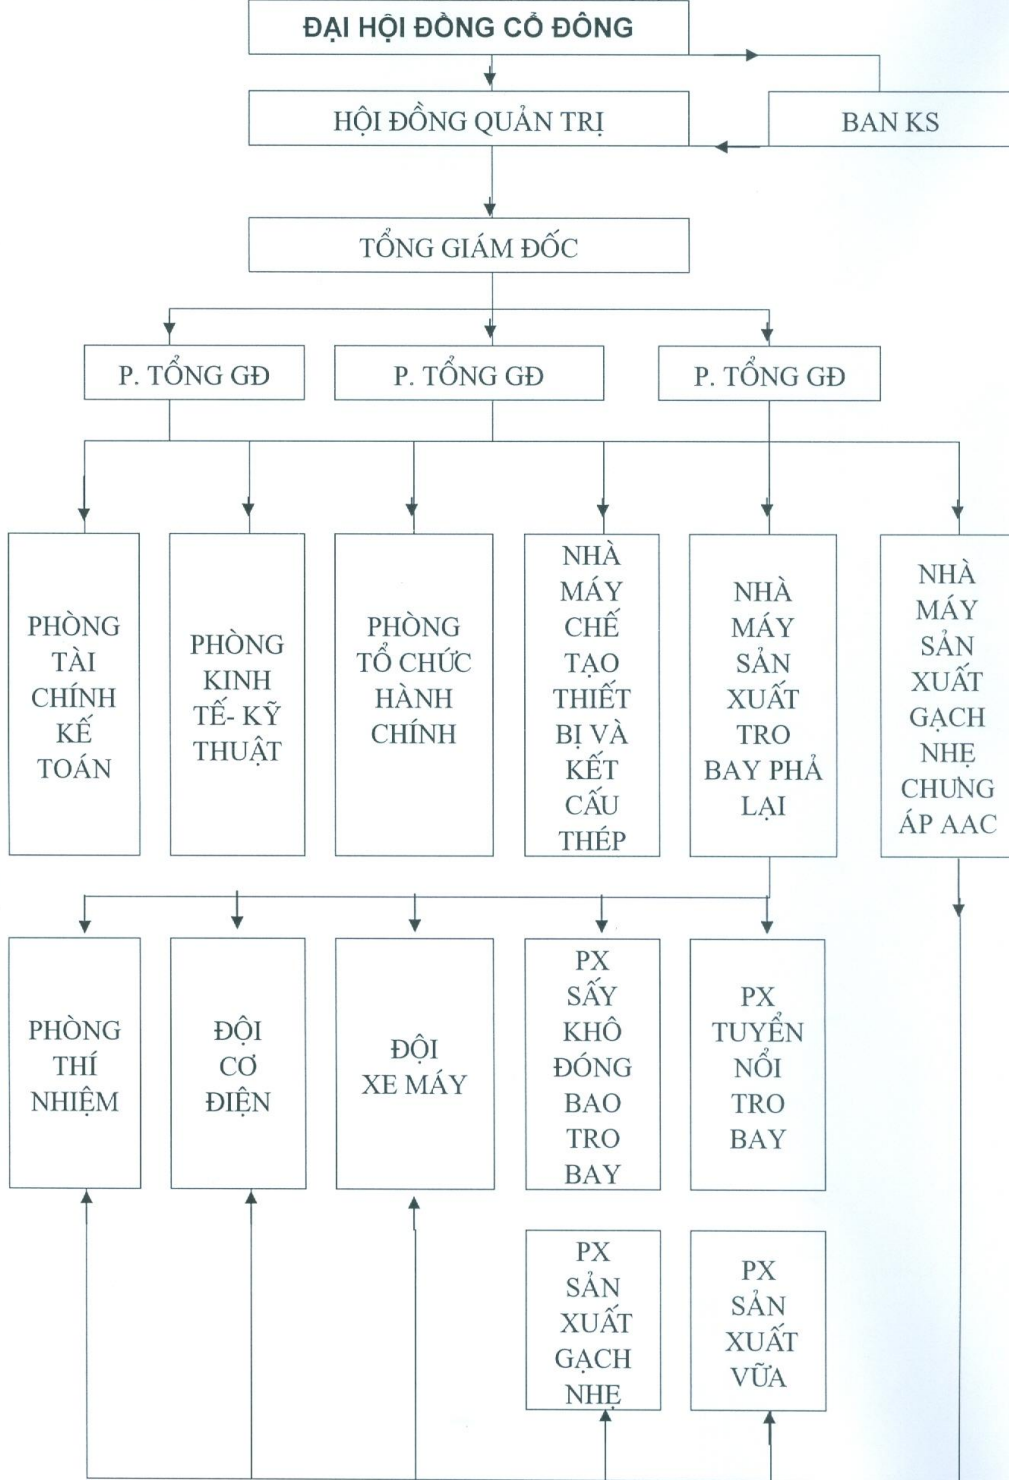 ĐẠI HỘI ĐỒNG CỔ ĐÔNG
HỘI ĐỒNG QUẢN TRỊ
BAN KS
TỔNG GIÁM ĐỐC
P. TỔNG GĐ
P. TỔNG GĐ
P. TỔNG GĐ
PHÒNG
TÀI
CHÍNH
KẾ
TOÁN
PHÒNG
KINH
TẾ- KỸ
THUẬT
PHÒNG
TỔ CHỨC
HÀNH
CHÍNH
NHÀ
MÁY
CHẾ
TẠO
THIẾT
BỊ VÀ
KẾT
CẤU
THÉP
NHÀ
MÁY
SẢN
XUẤT
TRO
BAY PHẢ
LẠI
NHÀ
MÁY
SẢN
XUẤT
GẠCH
NHẸ
CHƯNG
ÁP AAC
PHÒNG
THÍ
NHIỆM
ĐỘI
CƠ
ĐIỆN
ĐỘI
XE MÁY
PX
SẤY
KHÔ
ĐÓNG
BAO
TRO
BAY
PX
TUYỂN
NỔI
TRO
BAY
PX
SẢN
XUẤT
GẠCH
NHẸ
PX
SẢN
XUẤT
VỮA